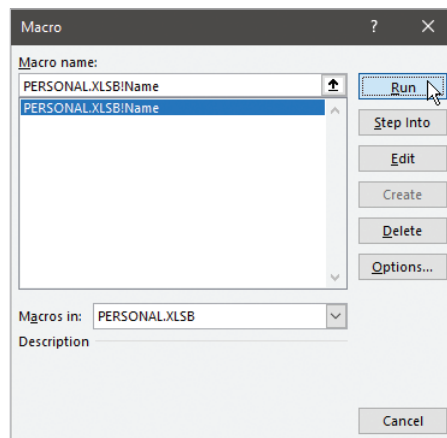 Macro ? ×
Macro name:
PERSONAL.XLSB!Name
PERSONAL.XLSB!Name
Run
Step Into
Edit
Create
Delete
Options...
Macros in: PERSONAL.XLSB
Description
Cancel